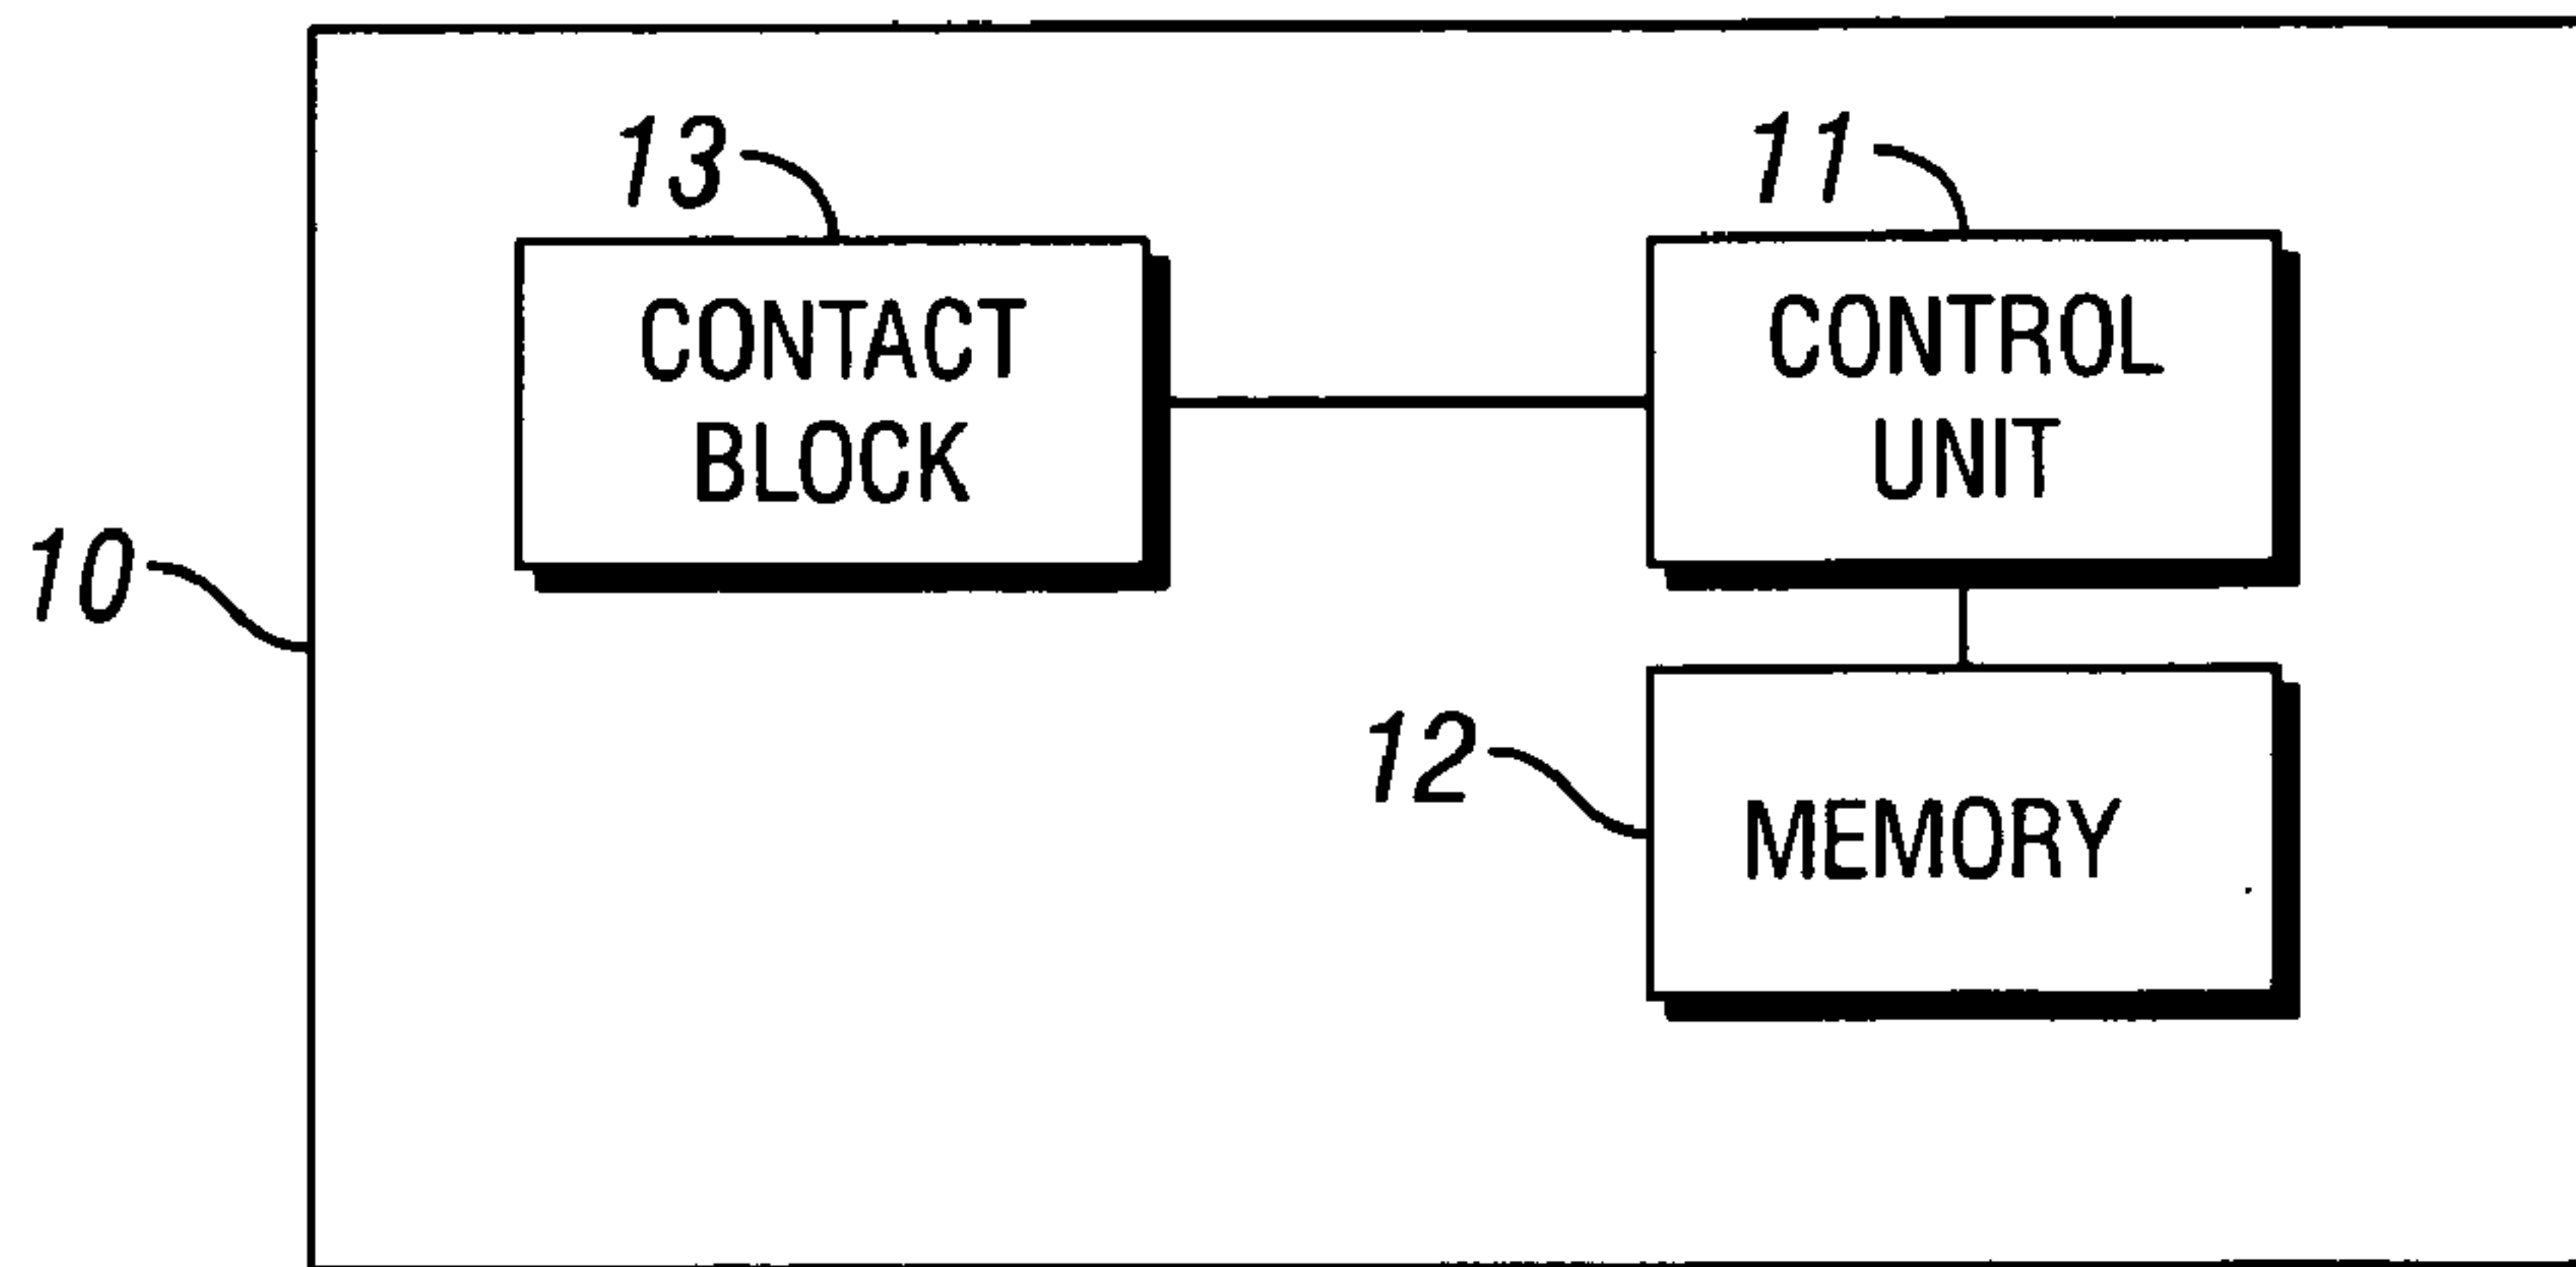 13
11
CONTACT
BLOCK
CONTROL
UNIT
10
12
MEMORY